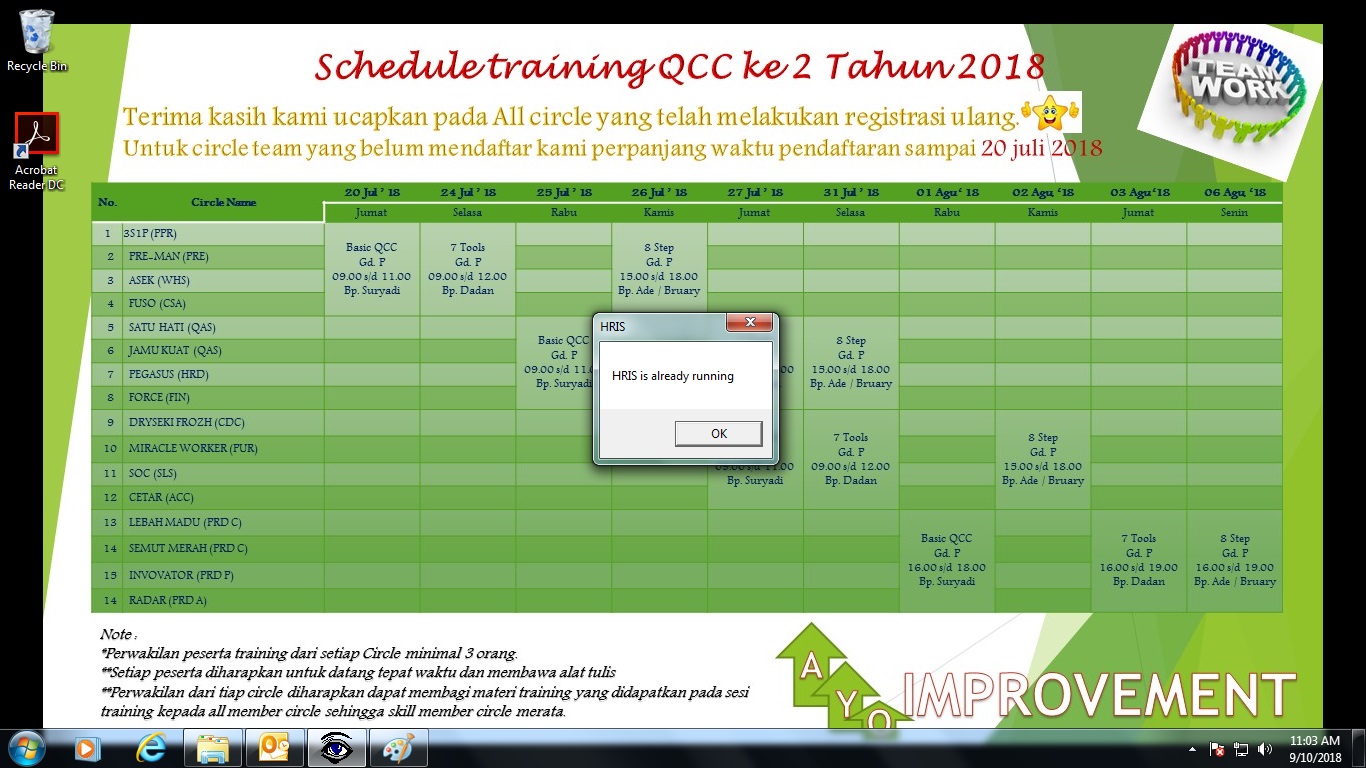 Recycle Bin
Acrobat
Reader DC
Schedule training QCC ke 2 Tahun 2018
TEAM
WORK
Terima kasih kami ucapkan pada All circle yang telah melakukan registrasi ulang.
Untuk circle team yang belum mendaftar kami perpanjang waktu pendaftaran sampai 20 juli 2018
No. Circle Name 20 Jul ' 18 24 Jul ' 18 25 Jul ' 18 26 Jul ' 18 27 Jul ' 18 31 Jul ' 18 01 Agu ' 18 02 Agu, '18 03 Agu '18 06 Agu, '18
Jumat Selasa Rabu Kamis Jumat Selasa Rabu Kamis Jumat Senin
1 3S1P (PPR)
2 PRE-MAN (PRE)
3 ASEK (WHS)
4 FUSO (CSA)
Basic QCC
Gd. P
09.00 s/d 11.00
Bp. Suryadi
7 Tools
Gd. P
09.00 s/d 12.00
Bp. Dadan
8 Step
Gd. P
15.00 s/d 18.00
Bp. Ade / Bruary
5 SATU HATI (QAS)
6 JAMU KUAT (QAS)
7 PEGASUS (HRD)
8 FORCE (FIN)
Basic QCC
Gd. P
09.00 s/d
Bp. Suryadi
8 Step
Gd. P
15.00 s/d 18.00
Bp. Ade / Bruary
HRIS
HRIS is already running
OK
9 DRYSEKI FROZH (CDC)
10 MIRACLE WORKER (PUR)
11 SOC (SLS)
12 CETAR (ACC)
09.00 s/d 11.00
Bp. Suryadi
7 Tools
Gd. P
09.00 s/d 12.00
Bp. Dadan
8 Step
Gd. P
15.00 s/d 18.00
Bp. Ade / Bruary
13 LEBAH MADU (PRD C)
14 SEMUT MERAH (PRD C)
15 INVOVATOR (PRD P)
14 RADAR (PRD A)
Basic QCC
Gd. P
16.00 s/d 18.00
Bp. Suryadi
7 Tools
Gd. P
16.00 s/d 19.00
Bp. Dadan
8 Step
Gd. P
16.00 s/d 19.00
Bp. Ade / Bruary
Note :
*Perwakilan peserta training dari setiap Circle minimal 3 orang.
**Setiap peserta diharapkan untuk datang tepat waktu dan membawa alat tulis
**Perwakilan dari tiap circle diharapkan dapat membagi materi training yang didapatkan pada sesi
training kepada all member circle sehingga skill member circle merata.
AYO
IMPROVEMENT
11:03 AM
9/10/2018